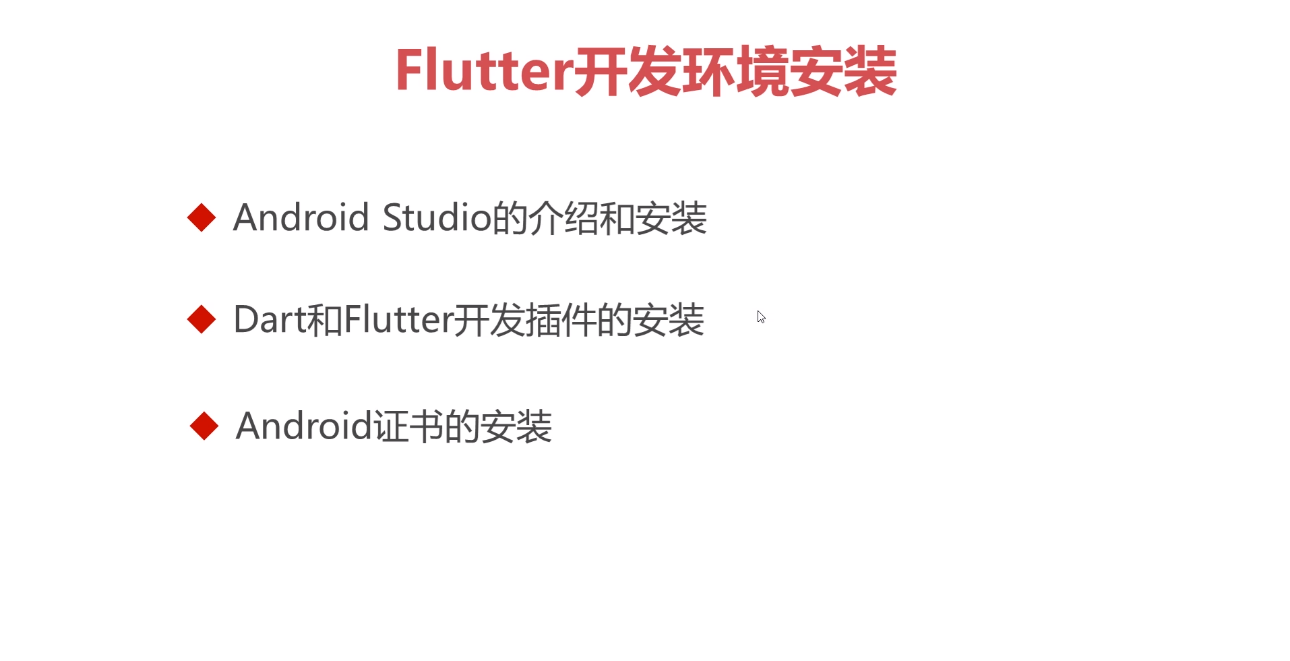 Flutter开发环境安装
Android Studio的介绍和安装
Dart和Flutter开发插件的安装
Android证书的安装